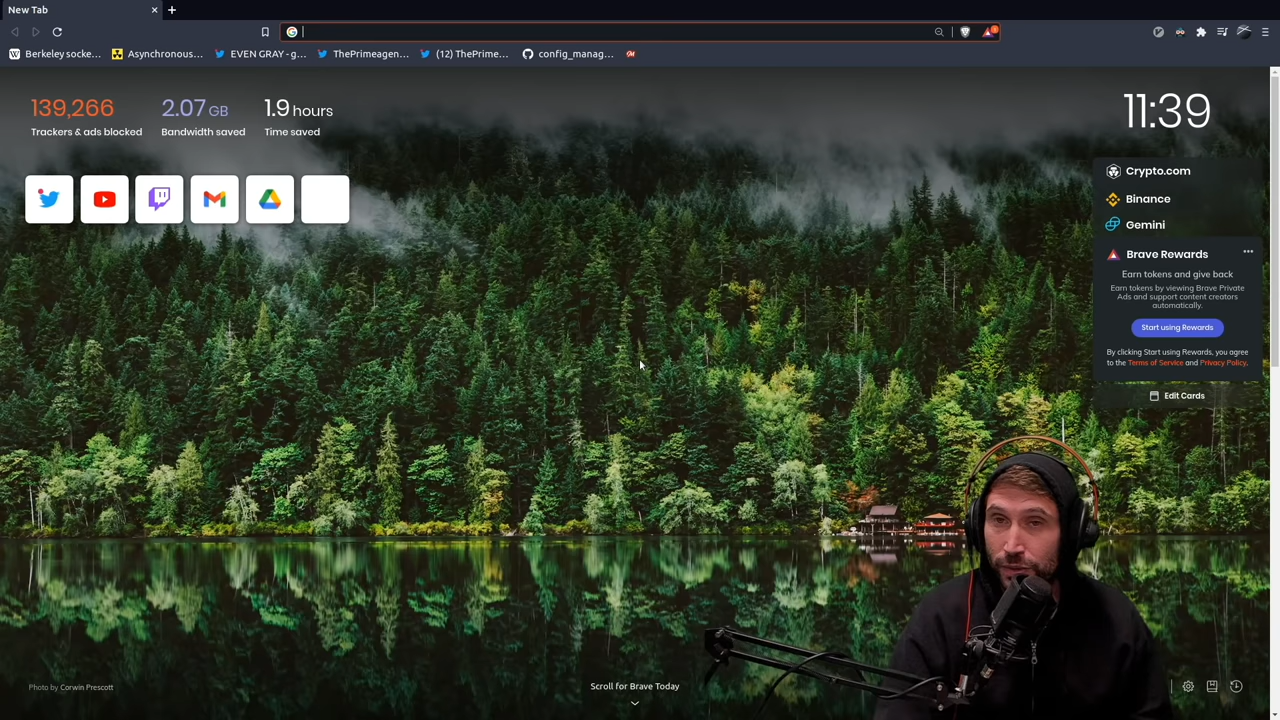 New Tab
Berkeley socke...
Asynchronous...
EVEN GRAY - g...
ThePrimeagen...
(12) ThePrime...
config_manag...
139,266
Trackers & ads blocked
2.07 GB
Bandwidth saved
1.9 hours
Time saved
11:39
Crypto.com
Binance
Gemini
Brave Rewards
Earn tokens and give back
Earn tokens by viewing Brave Private
Ads and support content creators
automatically.
Start using Rewards
By clicking Start using Rewards, you agree
to the Terms of Service and Privacy Policy.
Edit Cards
Photo by Corwin Prescott
Scroll for Brave Today